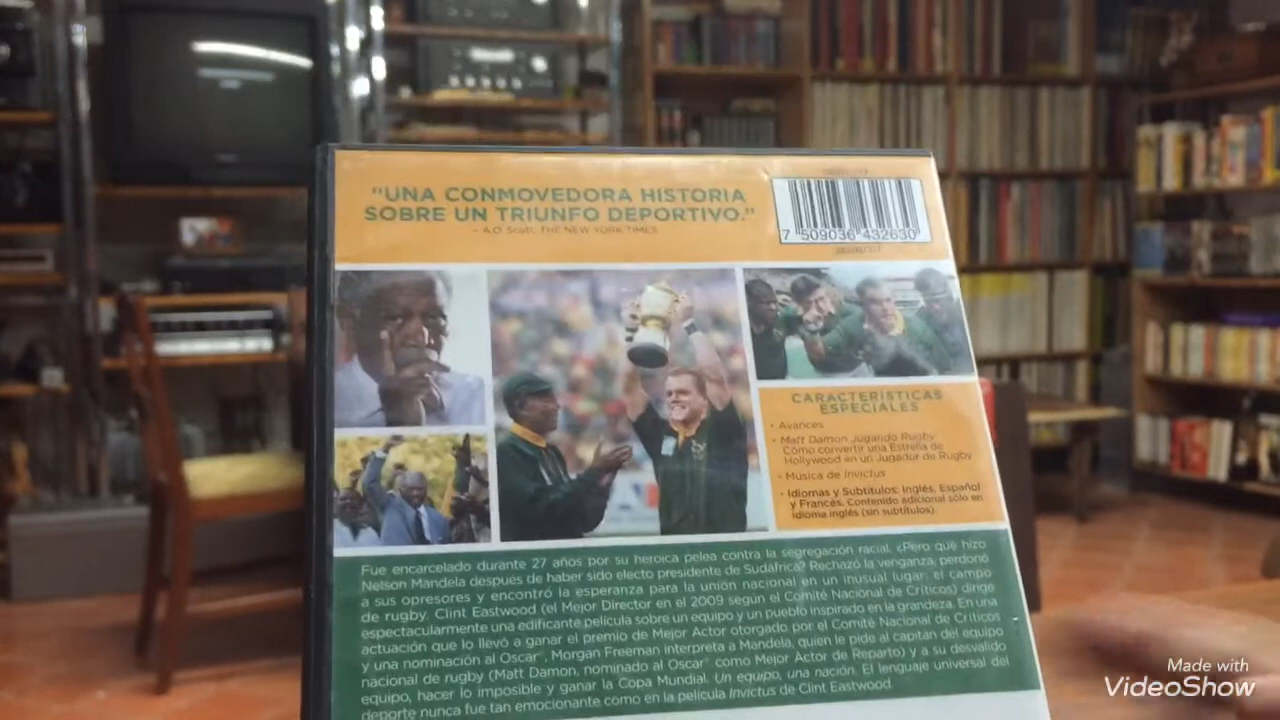 "UNA CONMOVEDORA HISTORIA
SOBRE UN TRIUNFO DEPORTIVO."
- A.O. Scott, THE NEW YORK TIMES
7 509036 432630
CARACTERÍSTICAS
ESPECIALES
• Avances
• Matt Damon Jugando Rugby
Cómo convertir una Estrella de
Hollywood en un Jugador de Rugby
• Música de Invictus
• Idiomas y Subtítulos: Inglés, Español
y Francés. Contenido adicional sólo en
idioma inglés (sin subtítulos).
Fue encarcelado durante 27 años por su heroica pelea contra la segregación racial. ¿Pero qué hizo
Nelson Mandela después de haber sido electo presidente de Sudáfrica? Rechazó la venganza, perdonó
a sus opresores y encontró la esperanza para la unión nacional en un inusual lugar: el campo
de rugby. Clint Eastwood (el Mejor Director en el 2009 según el Comité Nacional de Críticos) dirige
espectacularmente una edificante película sobre un equipo y un pueblo inspirado en la grandeza. En una
actuación que lo llevó a ganar el premio de Mejor Actor otorgado por el Comité Nacional de Críticos
y una nominación al Oscar®, Morgan Freeman interpreta a Mandela, quien le pide al capitan del equipo
nacional de rugby (Matt Damon, nominado al Oscar® como Mejor Actor de Reparto) y a su desvalido
equipo, hacer lo imposible y ganar la Copa Mundial. Un equipo, una nación. El lenguaje universal del
deporte nunca fue tan emocionante como en la película Invictus de Clint Eastwood.
Made with
VideoShow